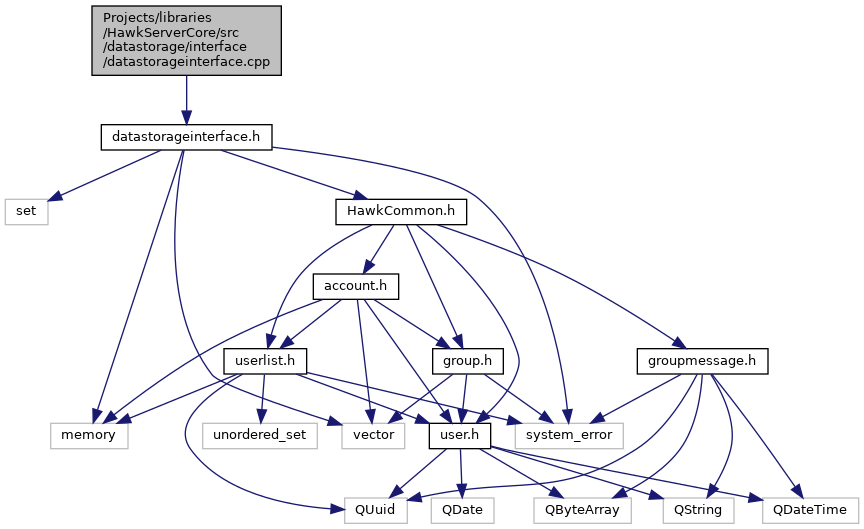 Projects/libraries
/HawkServerCore/src
/datastorage/interface
/datastorageinterface.cpp
datastorageinterface.h
set
HawkCommon.h
account.h
userlist.h
group.h
groupmessage.h
memory
unordered_set
vector
user.h
system_error
QUuid
QDate
QByteArray
QString
QDateTime